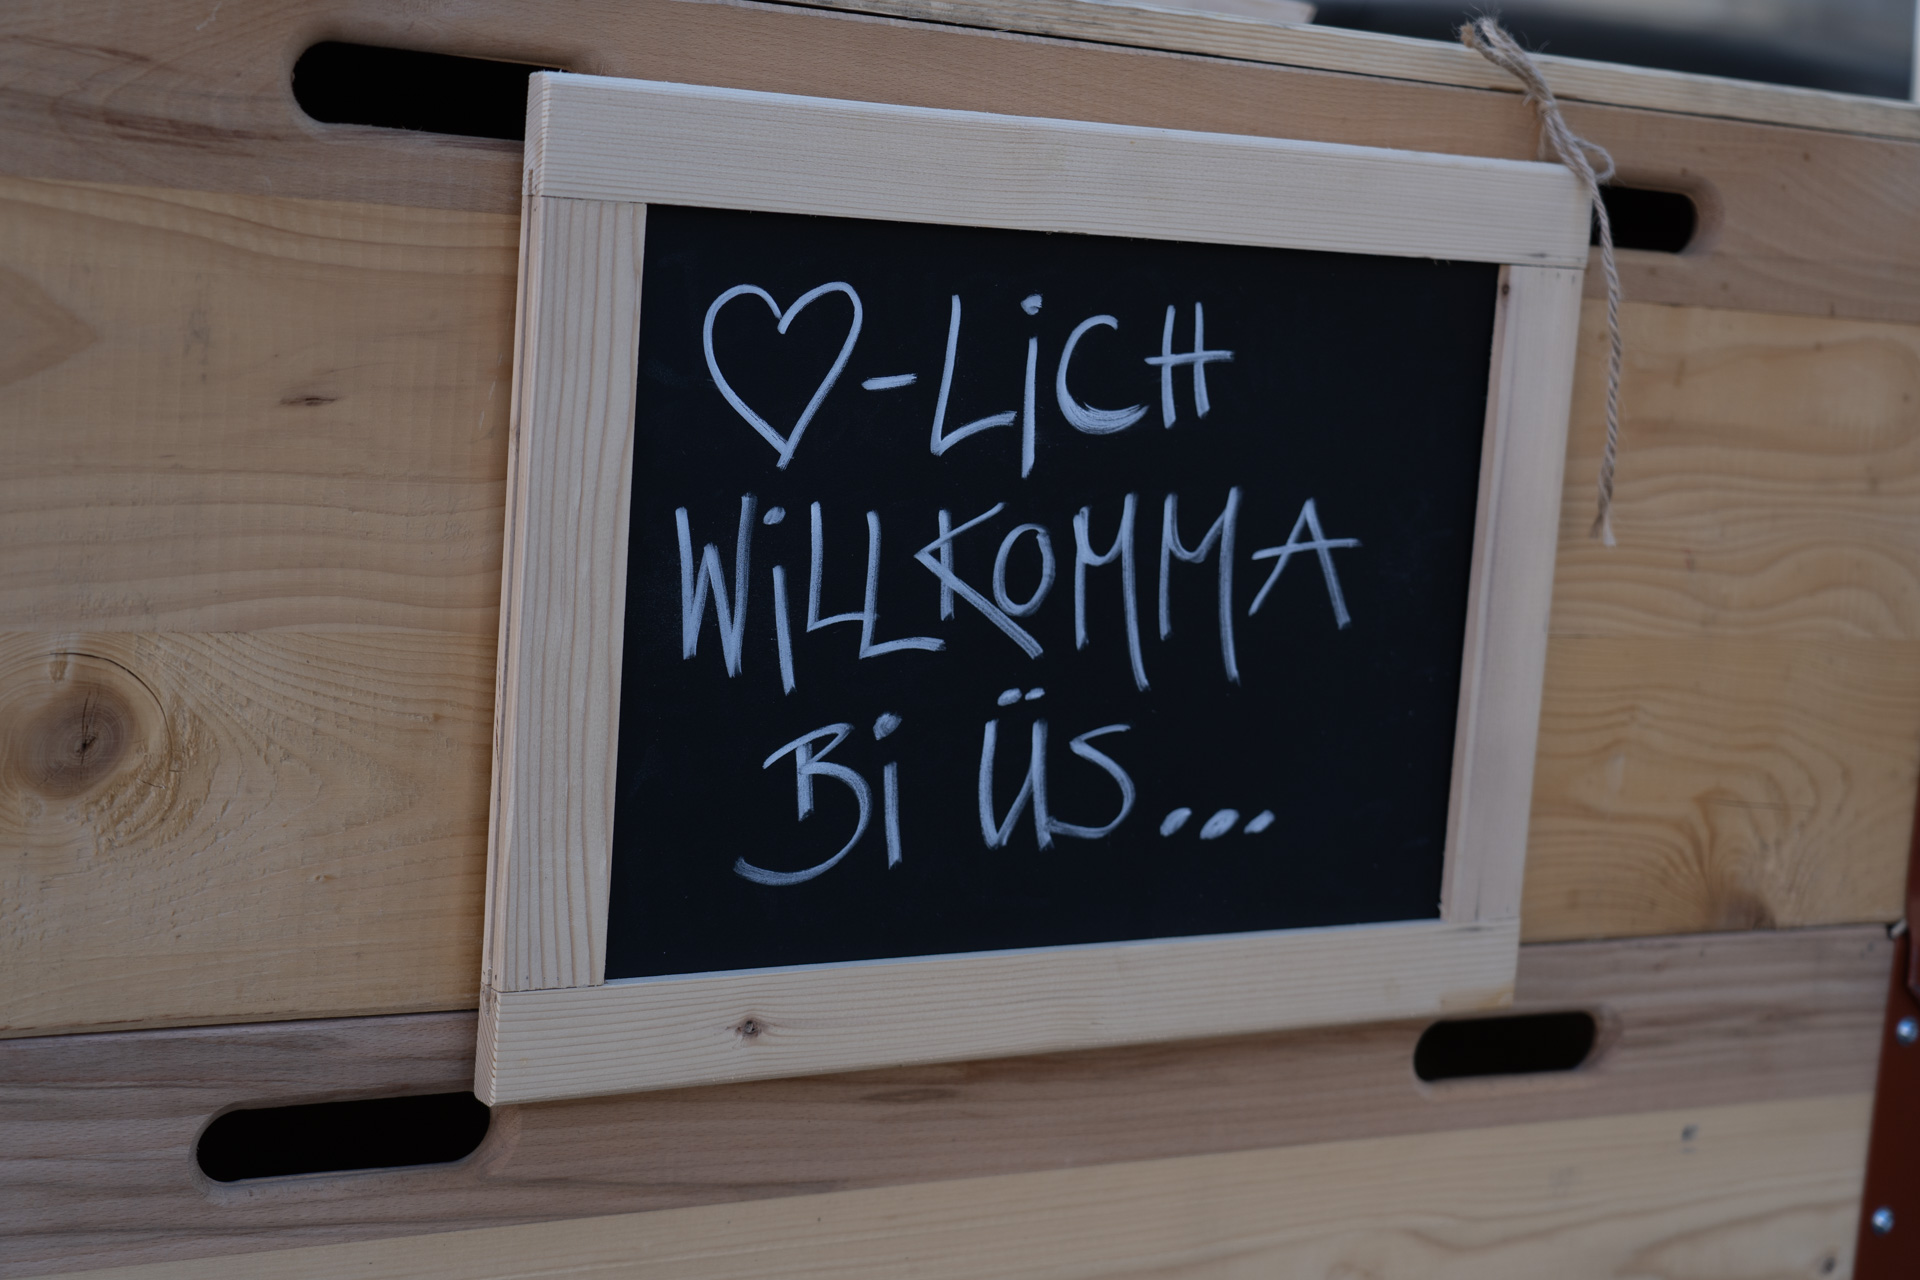 ♡-LiCH
WiLLKOMMA
Bi ÜS...